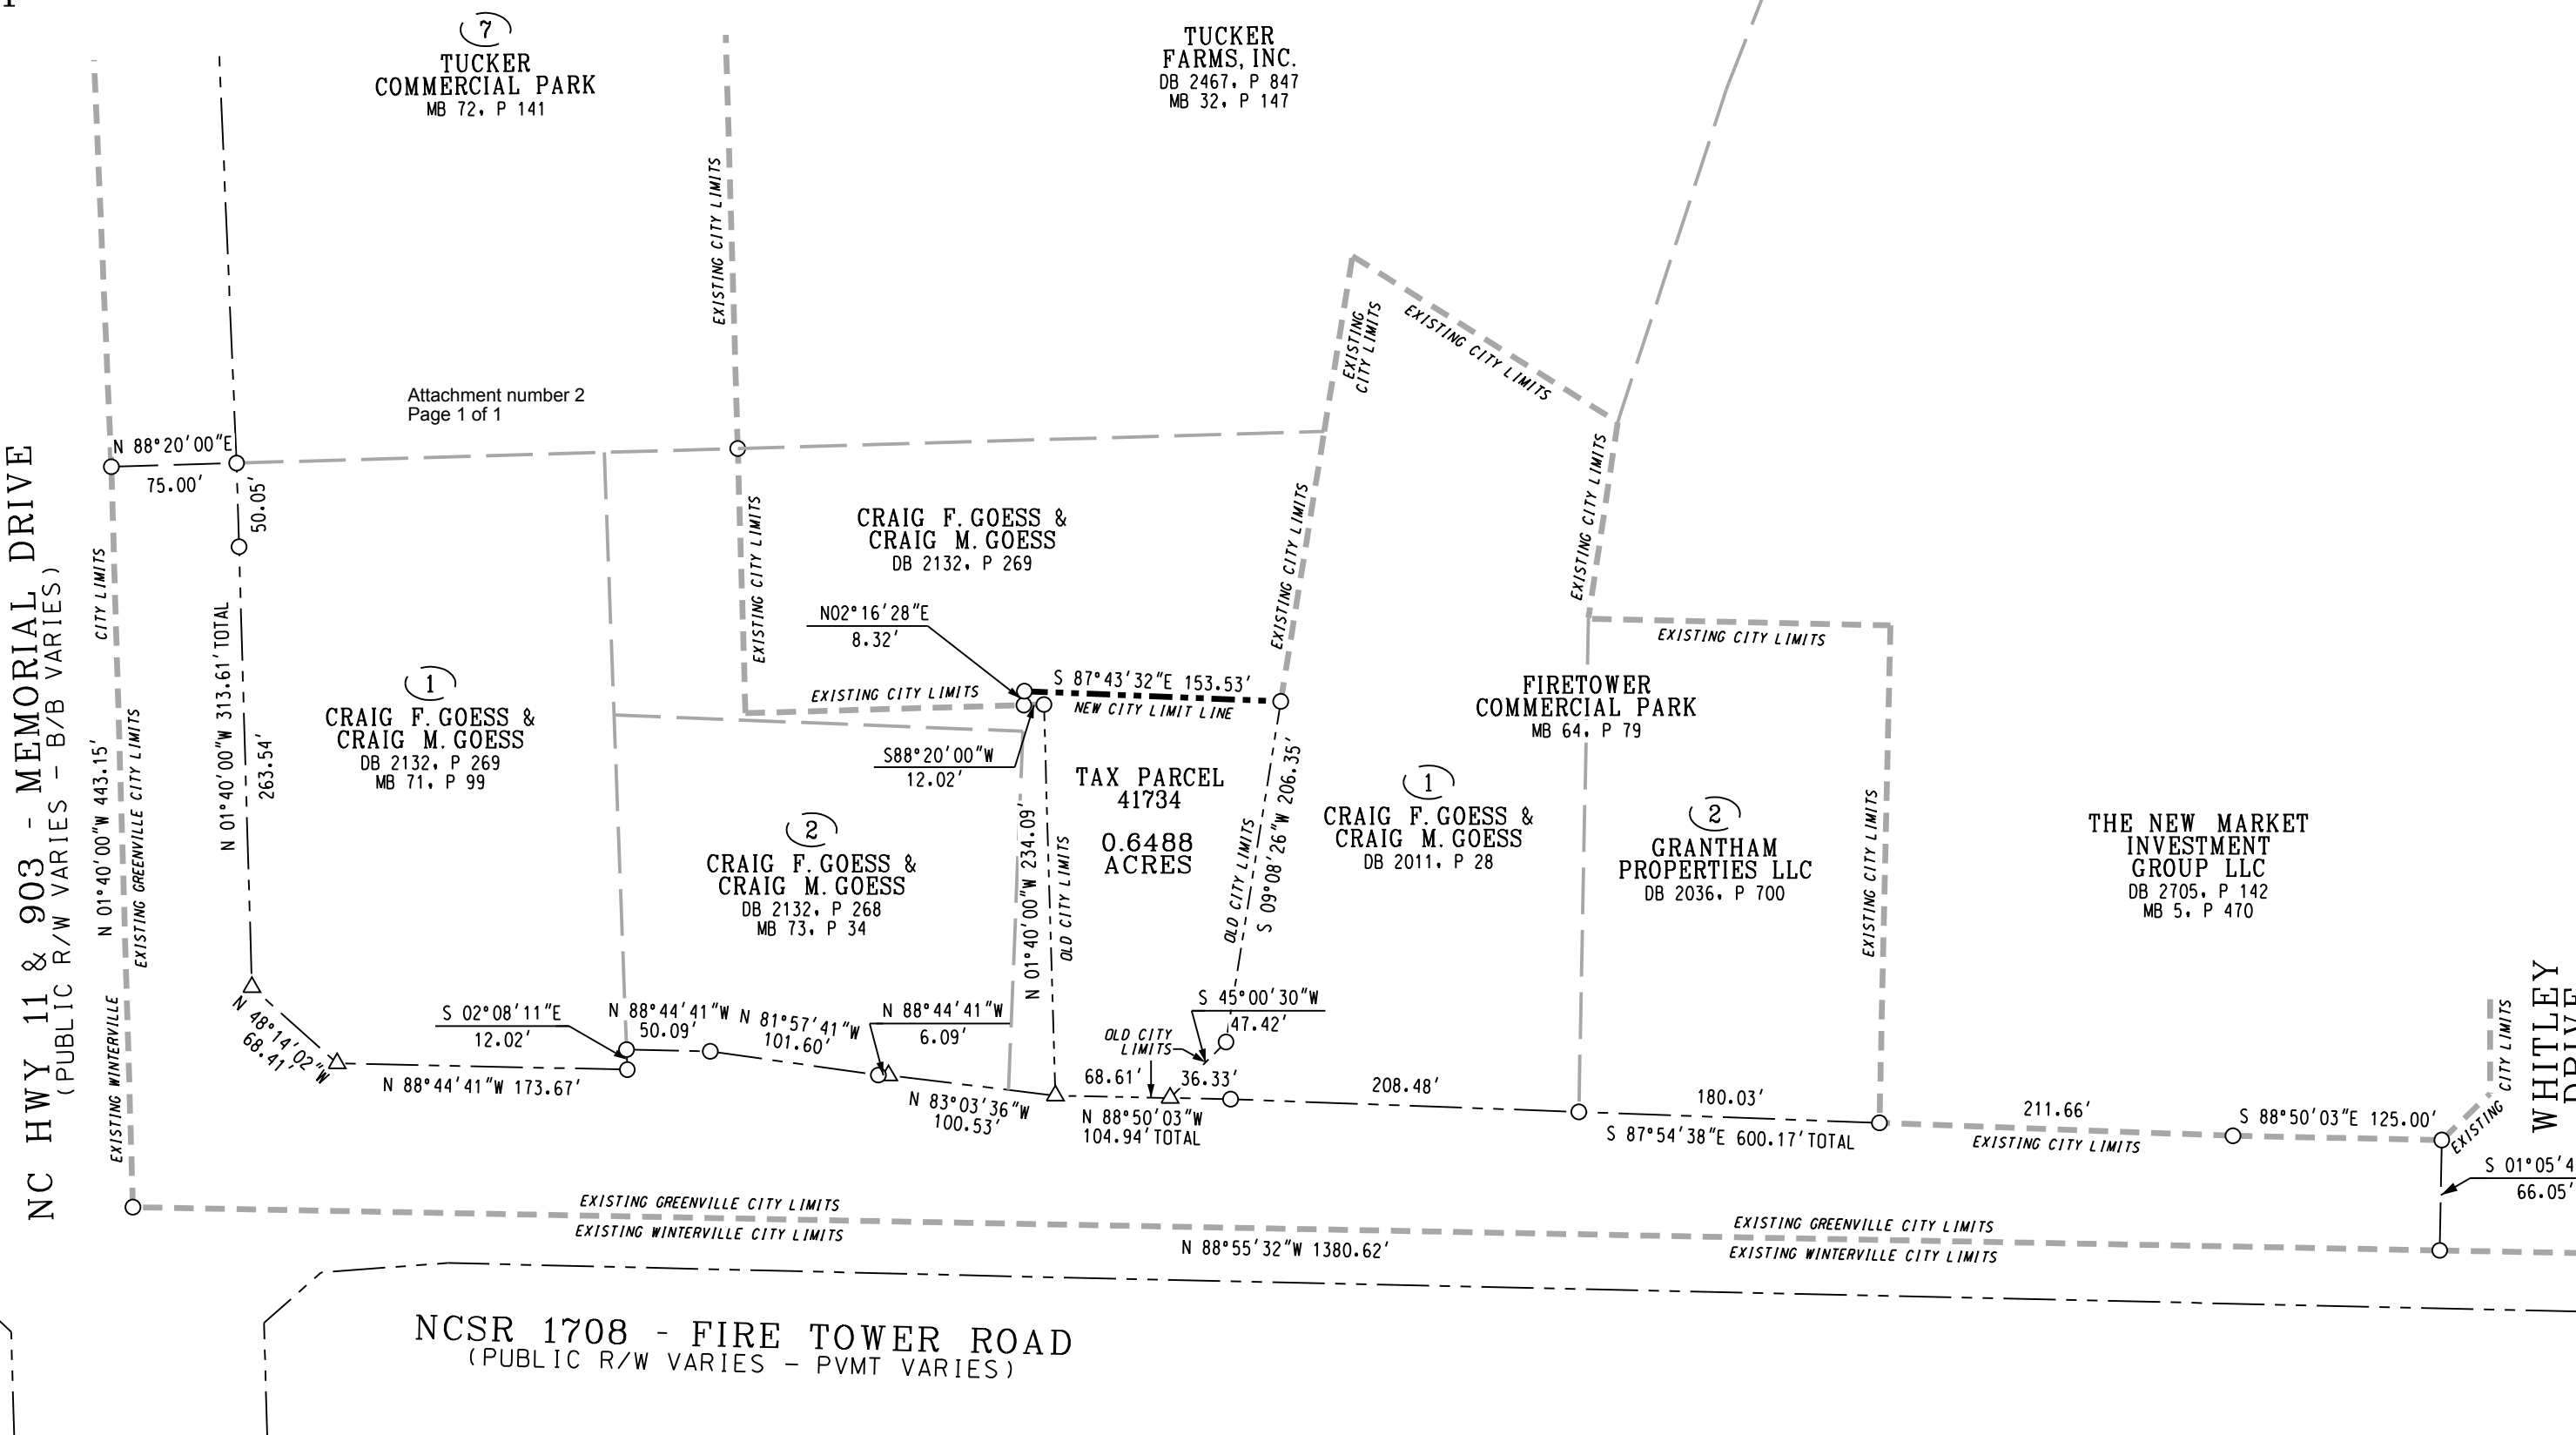 7
TUCKER
COMMERCIAL PARK
MB 72, P 141
TUCKER
FARMS, INC.
DB 2467, P 847
MB 32, P 147
EXISTING CITY LIMITS
EXISTING
CITY LIMITS
EXISTING CITY LIMITS
Attachment number 2
Page 1 of 1
N 88°20'00"E
75.00'
50.05'
CITY LIMITS
N 01°40'00"W 313.61'TOTAL
263.54'
EXISTING CITY LIMITS
CRAIG F. GOESS &
CRAIG M. GOESS
DB 2132, P 269
N02°16'28"E
8.32'
EXISTING CITY LIMITS
EXISTING CITY LIMITS
EXISTING CITY LIMITS
S 87°43'32"E 153.53'
NEW CITY LIMIT LINE
EXISTING CITY LIMITS
FIRETOWER
COMMERCIAL PARK
MB 64, P 79
1
CRAIG F. GOESS &
CRAIG M. GOESS
DB 2132, P 269
MB 71, P 99
S88°20'00"W
12.02'
TAX PARCEL
41734
0.6488
ACRES
N 01°40'00"W 234.09'
OLD CITY LIMITS
OLD CITY LIMITS
S 09°08'26"W 206.35'
1
CRAIG F. GOESS &
CRAIG M. GOESS
DB 2011, P 28
2
GRANTHAM
PROPERTIES LLC
DB 2036, P 700
EXISTING CITY LIMITS
THE NEW MARKET
INVESTMENT
GROUP LLC
DB 2705, P 142
MB 5, P 470
2
CRAIG F. GOESS &
CRAIG M. GOESS
DB 2132, P 268
MB 73, P 34
NC HWY 11 & 903 - MEMORIAL DRIVE
(PUBLIC R/W VARIES - B/B VARIES)
N 01°40'00"W 443.15'
EXISTING GREENVILLE CITY LIMITS
EXISTING WINTERVILLE
N 48°14'02"W
68.41'
S 02°08'11"E
12.02'
N 88°44'41"W 173.67'
N 88°44'41"W
50.09'
N 81°57'41"W
101.60'
N 88°44'41"W
6.09'
N 83°03'36"W
100.53'
S 45°00'30"W
47.42'
OLD CITY
LIMITS
68.61'
36.33'
N 88°50'03"W
104.94'TOTAL
208.48'
180.03'
S 87°54'38"E 600.17'TOTAL
211.66'
EXISTING CITY LIMITS
S 88°50'03"E 125.00'
EXISTING
CITY LIMITS
WHITLEY
DRIVE
S 01°05'4
66.05'
EXISTING GREENVILLE CITY LIMITS
EXISTING WINTERVILLE CITY LIMITS
N 88°55'32"W 1380.62'
EXISTING GREENVILLE CITY LIMITS
EXISTING WINTERVILLE CITY LIMITS
NCSR 1708 - FIRE TOWER ROAD
(PUBLIC R/W VARIES - PVMT VARIES)